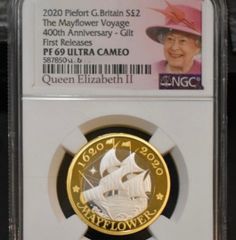 2020 Piefort G.Britain S£2
The Mayflower Voyage
400th Anniversary - Gilt
First Releases
PF 69 ULTRA CAMEO
NGC
Queen Elizabeth II
1620 2020
MAYFLOWER